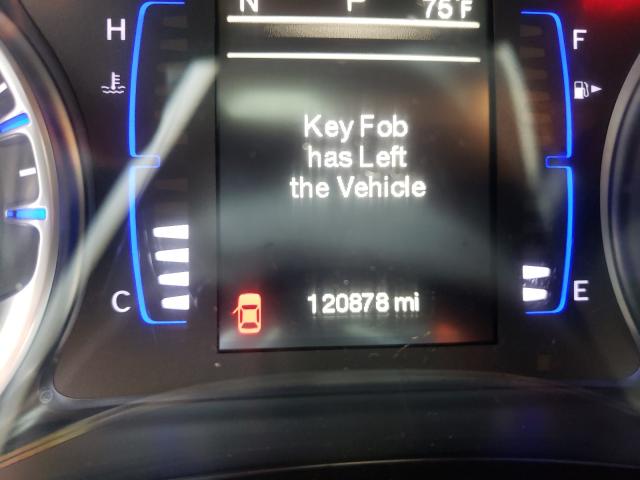 N P 75°F
H
F
Key Fob
has Left
the Vehicle
C
120878 mi
E